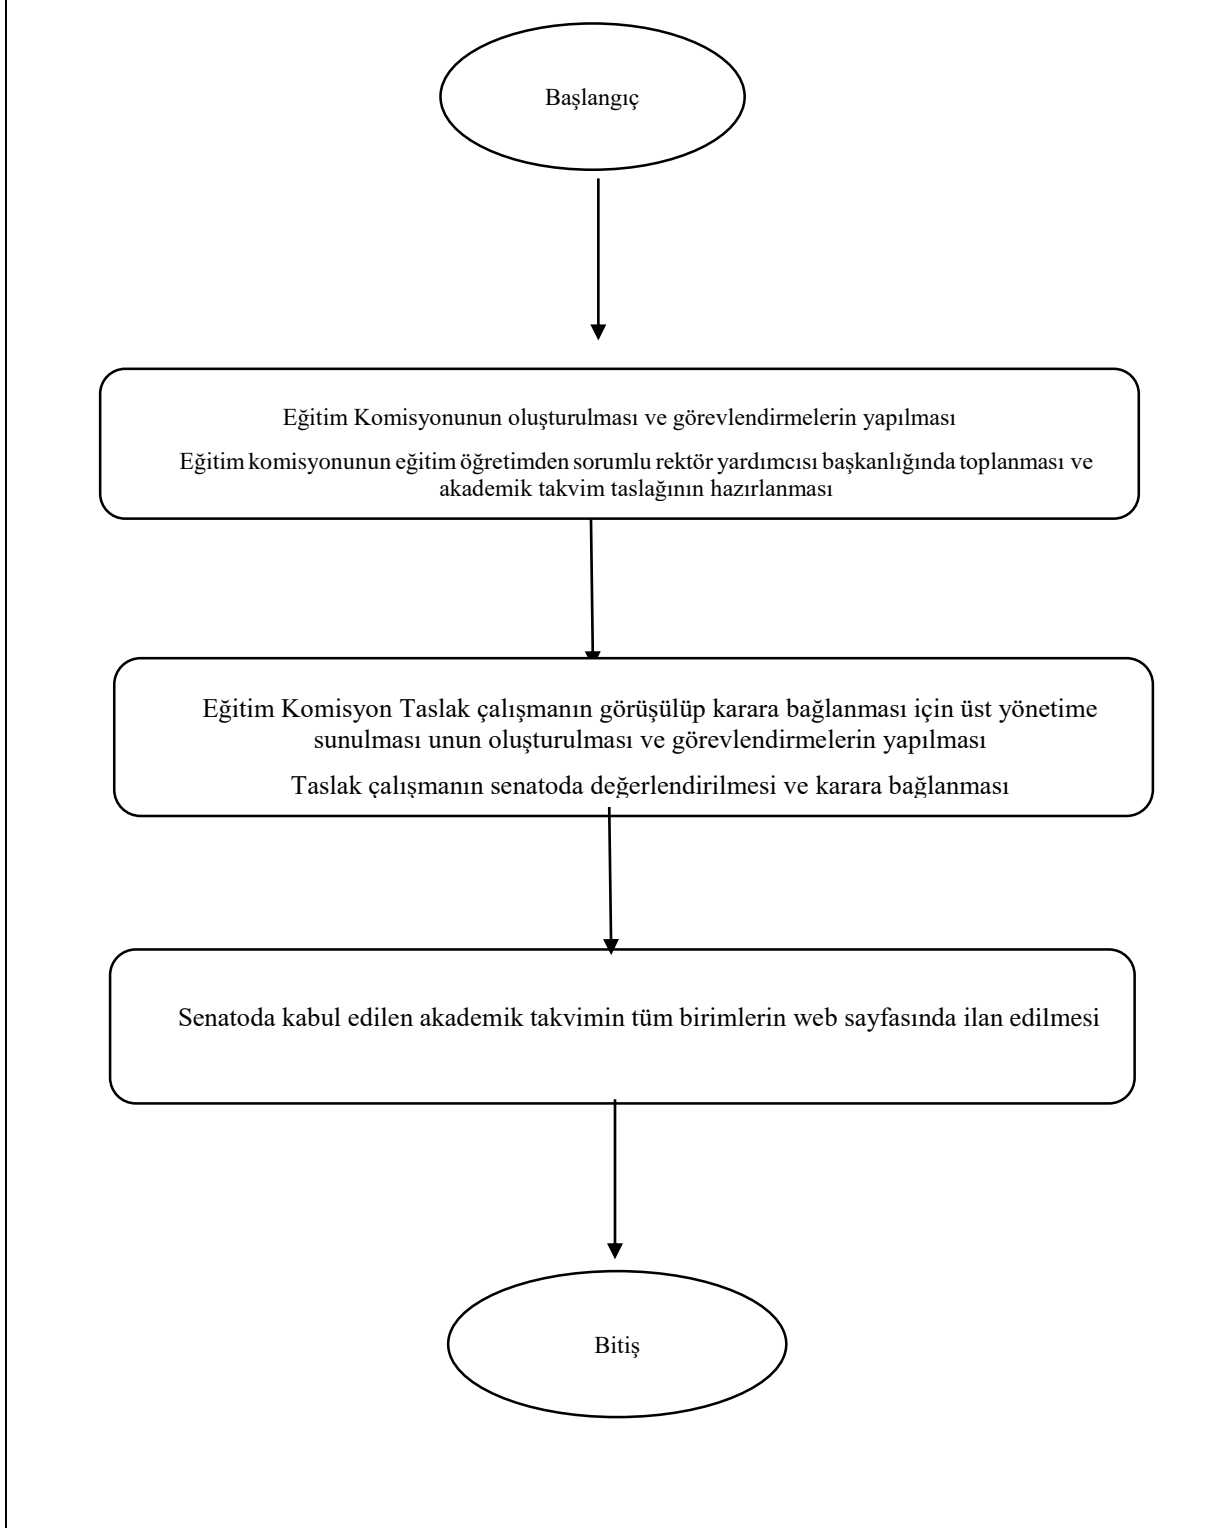 Başlangıç
Eğitim Komisyonunun oluşturulması ve görevlendirmelerin yapılması
Eğitim komisyonunun eğitim öğretimden sorumlu rektör yardımcısı başkanlığında toplanması ve
akademik takvim taslağının hazırlanması
Eğitim Komisyon Taslak çalışmanın görüşülüp karara bağlanması için üst yönetime
sunulması unun oluşturulması ve görevlendirmelerin yapılması
Taslak çalışmanın senatoda değerlendirilmesi ve karara bağlanması
Senatoda kabul edilen akademik takvimin tüm birimlerin web sayfasında ilan edilmesi
Bitiş